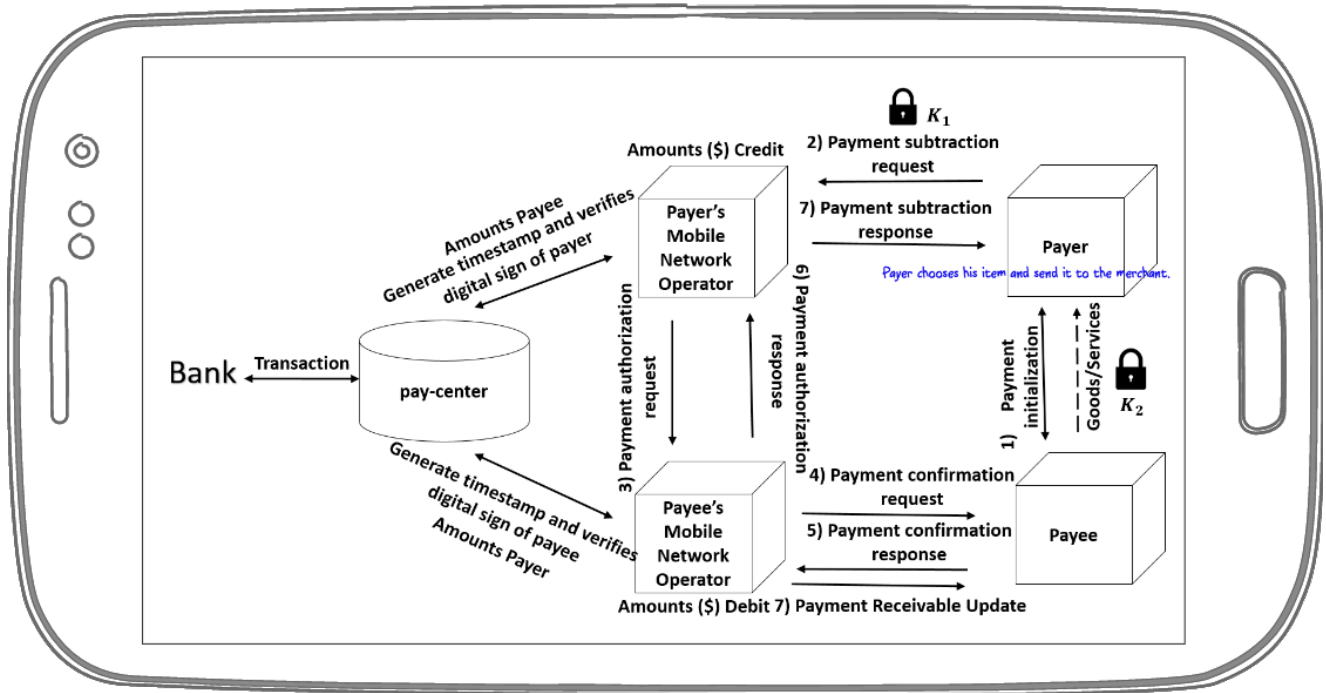 K₁
2) Payment subtraction
request
Amounts ($) Credit
7) Payment subtraction
response
Payer's
Mobile
Network
Operator
Payer
Payer chooses his item and send it to the merchant.
Amounts Payee
Generate timestamp and verifies
digital sign of payer
Bank
Transaction
pay-center
3) Payment authorization
request
6) Payment authorization
response
1) Payment
initialization
Goods/Services
K₂
Generate timestamp and verifies
digital sign of payee
Amounts Payer
Payee's
Mobile
Network
Operator
4) Payment confirmation
request
5) Payment confirmation
response
Payee
Amounts ($) Debit
7) Payment Receivable Update